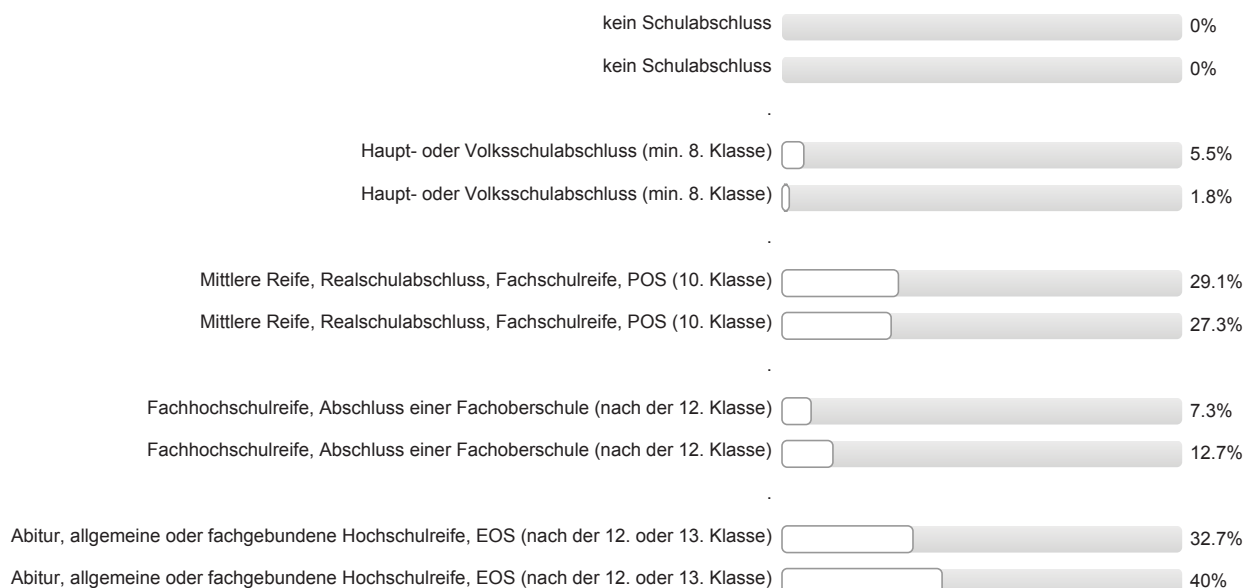 kein Schulabschluss 0%
kein Schulabschluss 0%
.
Haupt- oder Volksschulabschluss (min. 8. Klasse) 5.5%
Haupt- oder Volksschulabschluss (min. 8. Klasse) 1.8%
.
Mittlere Reife, Realschulabschluss, Fachschulreife, POS (10. Klasse) 29.1%
Mittlere Reife, Realschulabschluss, Fachschulreife, POS (10. Klasse) 27.3%
.
Fachhochschulreife, Abschluss einer Fachoberschule (nach der 12. Klasse) 7.3%
Fachhochschulreife, Abschluss einer Fachoberschule (nach der 12. Klasse) 12.7%
.
Abitur, allgemeine oder fachgebundene Hochschulreife, EOS (nach der 12. oder 13. Klasse) 32.7%
Abitur, allgemeine oder fachgebundene Hochschulreife, EOS (nach der 12. oder 13. Klasse) 40%